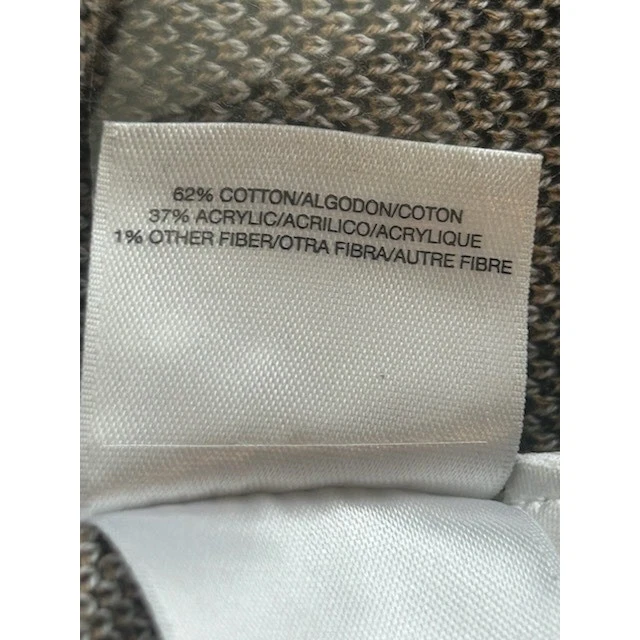 62% COTTON/ALGODON/COTON
37% ACRYLIC/ACRILICO/ACRYLIQUE
1% OTHER FIBER/OTRA FIBRA/AUTRE FIBRE